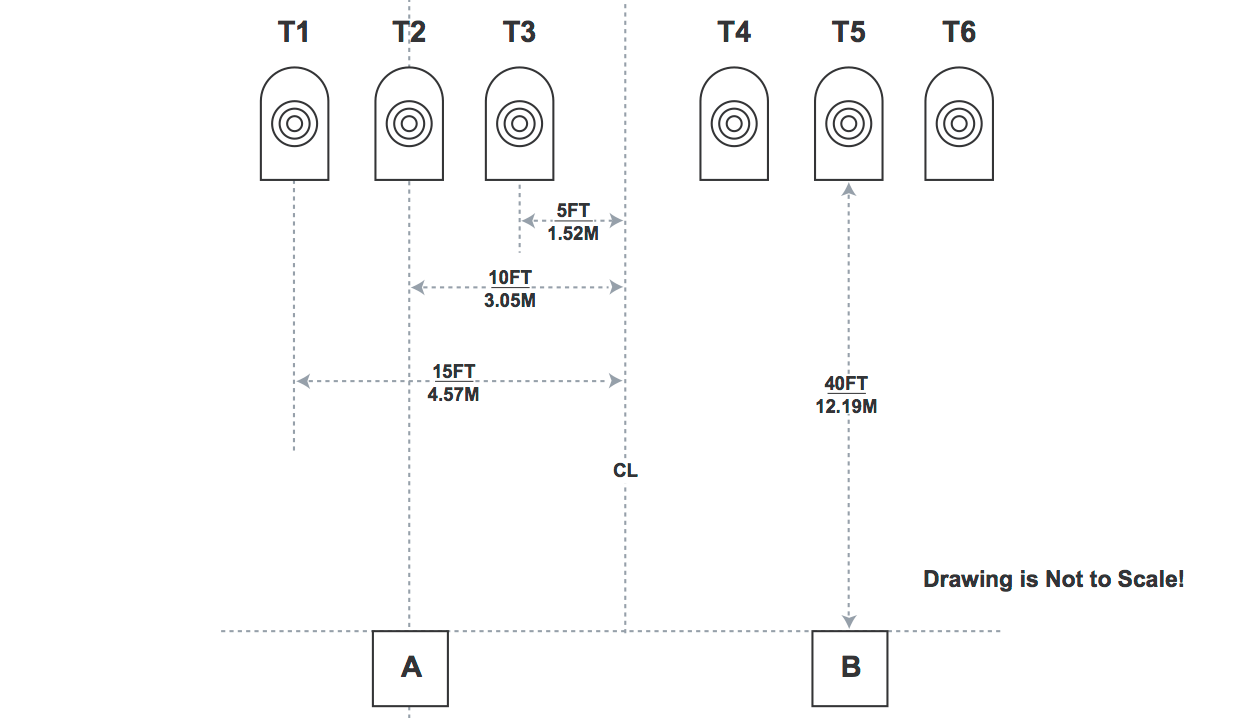 T1 T2 T3 T4 T5 T6
5FT
1.52M
10FT
3.05M
15FT
4.57M
40FT
12.19M
CL
Drawing is Not to Scale!
A B